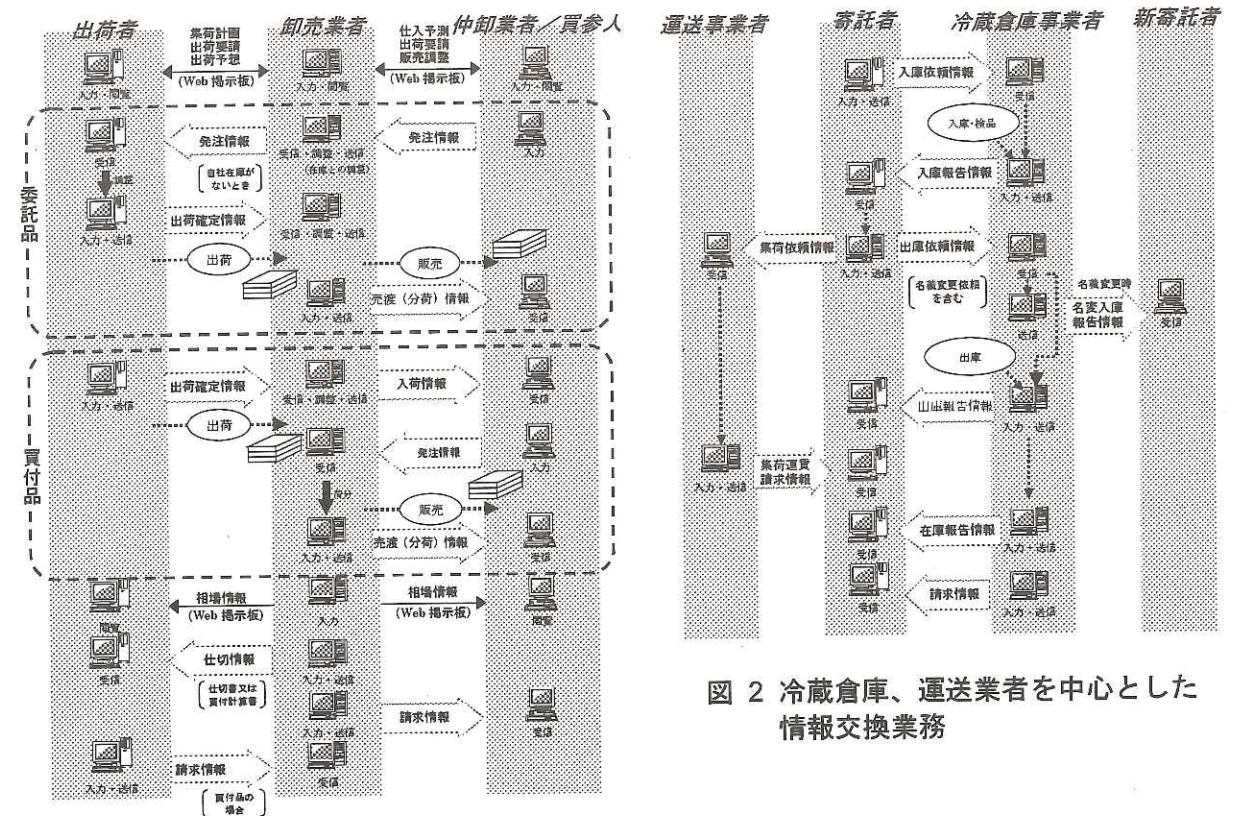 出荷者
卸売業者
仲卸業者／買参人
集荷計画
出荷要請
出荷予想
(Web 掲示板)
仕入予測
出荷要請
販売調整
(Web 掲示板)
入力・閲覧
入力・閲覧
入力・閲覧
委託品
発注情報
発注情報
受信
受信・調整・送信
(在庫との調整)
入力
自社在庫が
ないとき
調整
出荷確定情報
入力・送信
受信・調整・送信
出荷
販売
売渡（分荷）情報
入力・送信
受信
買付品
出荷確定情報
入荷情報
入力・送信
受信・調整・送信
受信
出荷
発注情報
受信
入力
荷分
販売
売渡（分荷）情報
入力・送信
受信
相場情報
(Web 掲示板)
相場情報
(Web 掲示板)
閲覧
入力
閲覧
仕切情報
受信
入力・送信
仕切書又は
買付計算書
請求情報
入力・送信
受信
請求情報
入力・送信
受信
買付品の
場合
運送事業者
寄託者
冷蔵倉庫事業者
新寄託者
入庫依頼情報
入力・送信
受信
入庫・検品
入庫報告情報
受信
入力・送信
集荷依頼情報
出庫依頼情報
受信
入力・送信
受信
名義変更依頼
を含む
送信
名義変更時
名変入庫
報告情報
受信
出庫
出庫報告情報
受信
入力・送信
集荷運賃
請求情報
入力・送信
受信
在庫報告情報
受信
入力・送信
請求情報
受信
入力・送信
図 2 冷蔵倉庫、運送業者を中心とした
情報交換業務